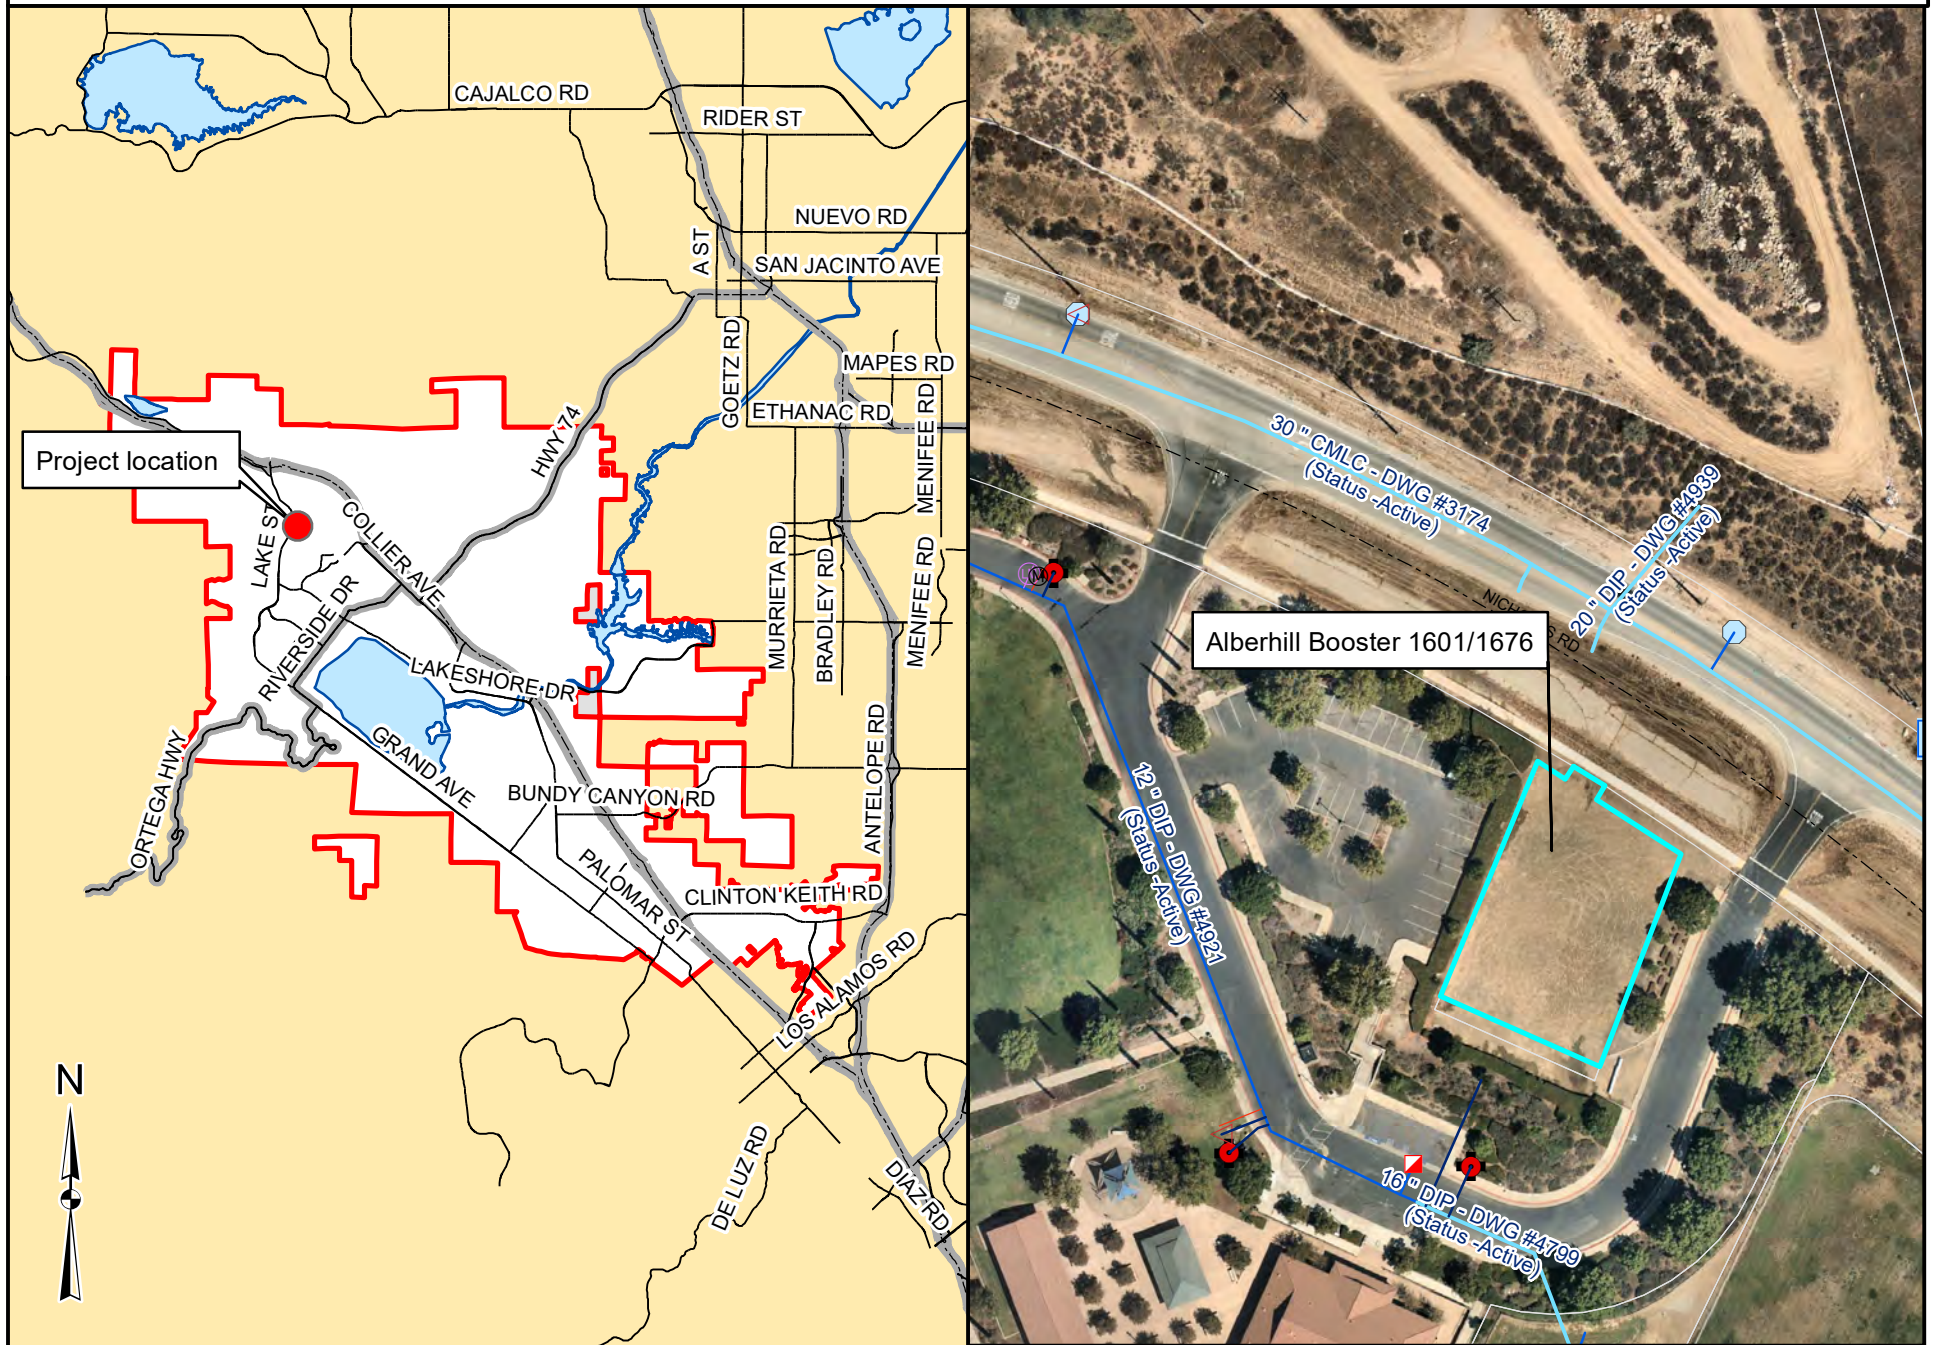 CAJALCO RD
RIDER ST
NUEVO RD
A ST
SAN JACINTO AVE
GOETZ RD
MAPES RD
ETHANAC RD
MENIFEE RD
HWY 74
Project location
LAKE ST
COLLIER AVE
RIVERSIDE DR
MURRIETA RD
BRADLEY RD
MENIFEE RD
LAKESHORE DR
ORTEGA HWY
GRAND AVE
BUNDY CANYON RD
ANTELOPE RD
PALOMAR ST
CLINTON KEITH RD
LOS ALAMOS RD
DE LUZ RD
DIAZ RD
N
30 " CMLC - DWG #3174
(Status -Active)
20 " DIP - DWG #4939
(Status -Active)
RD
Alberhill Booster 1601/1676
M
12 " DIP - DWG #4921
(Status -Active)
16 " DIP - DWG #4799
(Status -Active)